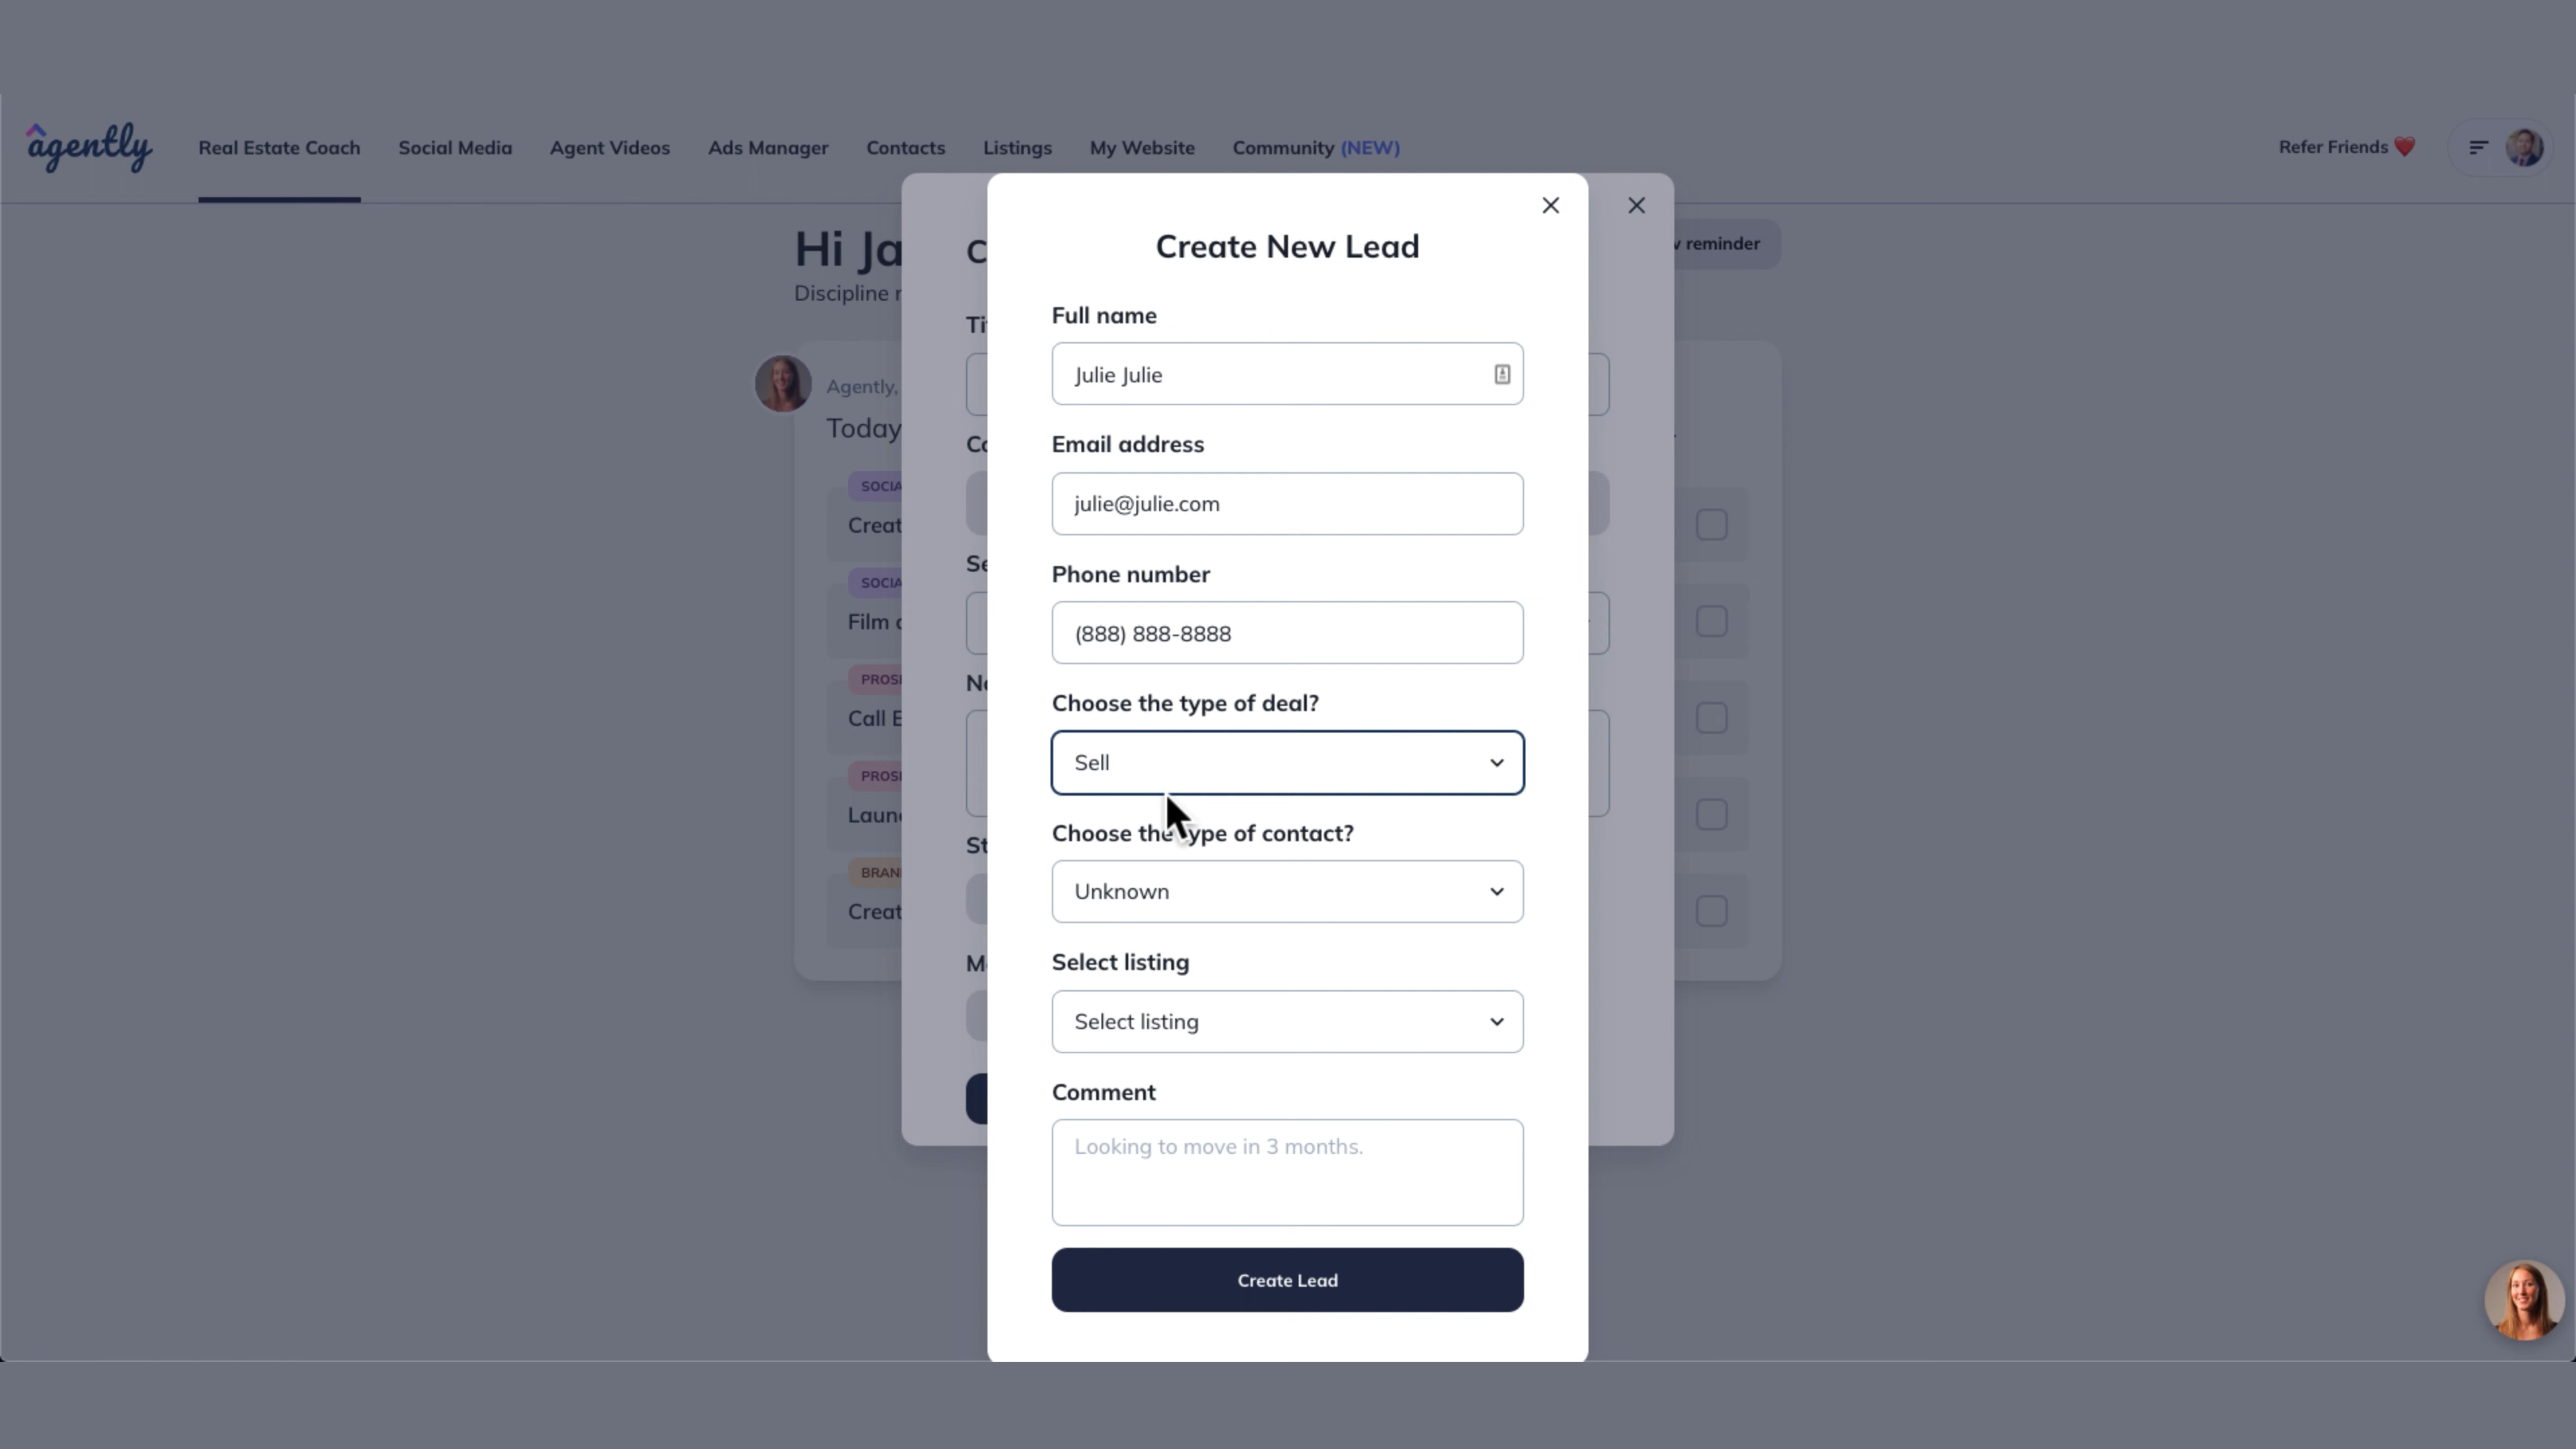 agently Real Estate Coach Social Media Agent Videos Ads Manager Contacts Listings My Website Community (NEW) Refer Friends ❤️
Hi
Discipline
reminder
Agently,
Today
Call
Create New Lead
Full name
Julie Julie
Email address
julie@julie.com
Phone number
(888) 888-8888
Choose the type of deal?
Sell
Choose the type of contact?
Unknown
Select listing
Select listing
Comment
Looking to move in 3 months.
Create Lead